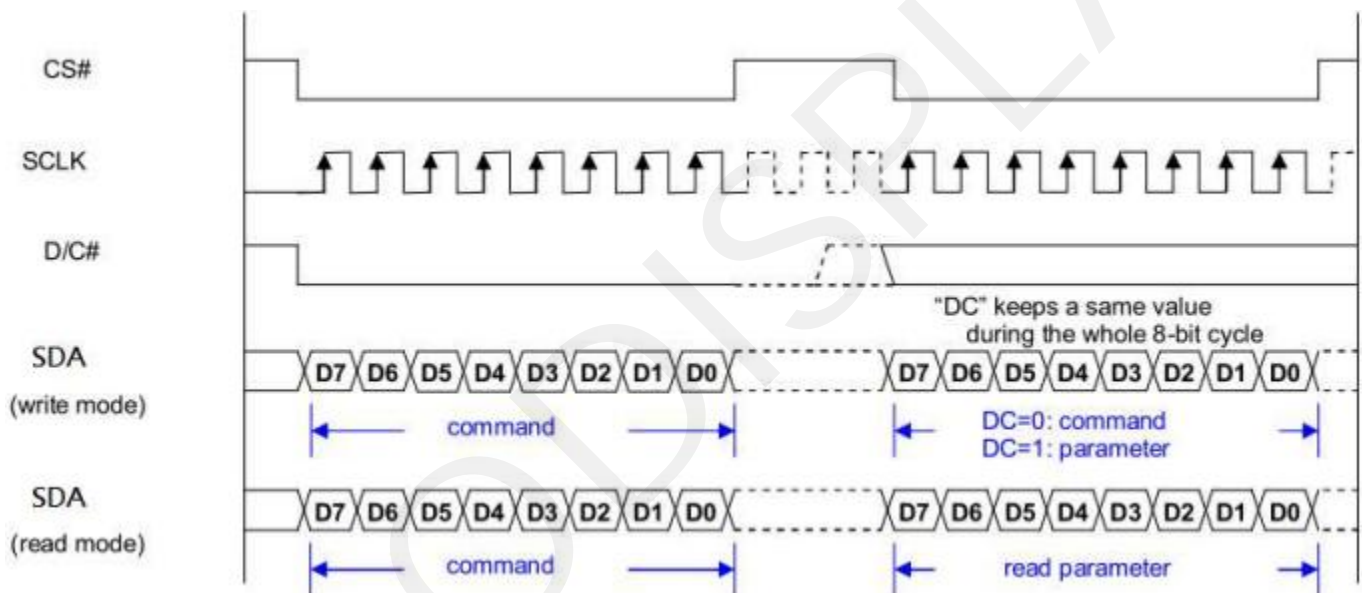 CS#
SCLK
D/C#
"DC" keeps a same value
during the whole 8-bit cycle
SDA
(write mode)
D7 D6 D5 D4 D3 D2 D1 D0 D7 D6 D5 D4 D3 D2 D1 D0
command
DC=0: command
DC=1: parameter
SDA
(read mode)
D7 D6 D5 D4 D3 D2 D1 D0 D7 D6 D5 D4 D3 D2 D1 D0
command read parameter
ODISPLA